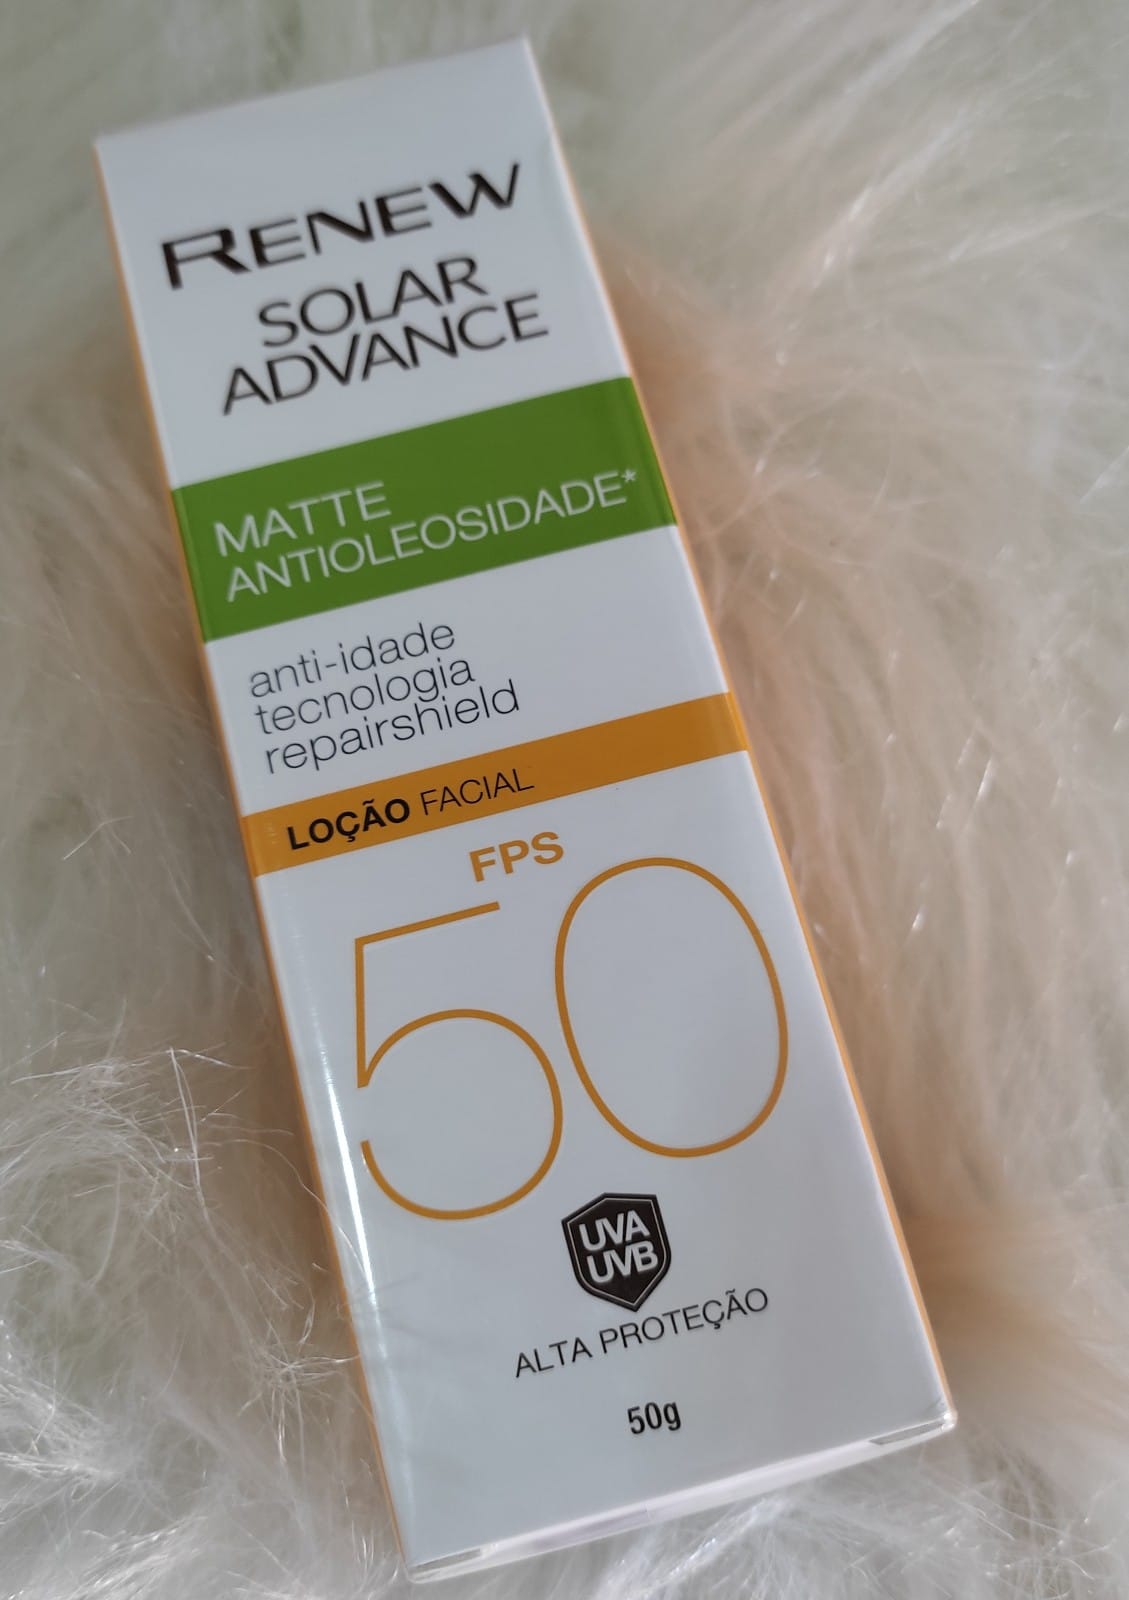 RENEW
SOLAR
ADVANCE
MATTE
ANTIOLEOSIDADE*
anti-idade
tecnologia
repairshield
LOÇÃO FACIAL
FPS
50
UVA
UVB
ALTA PROTEÇÃO
50g